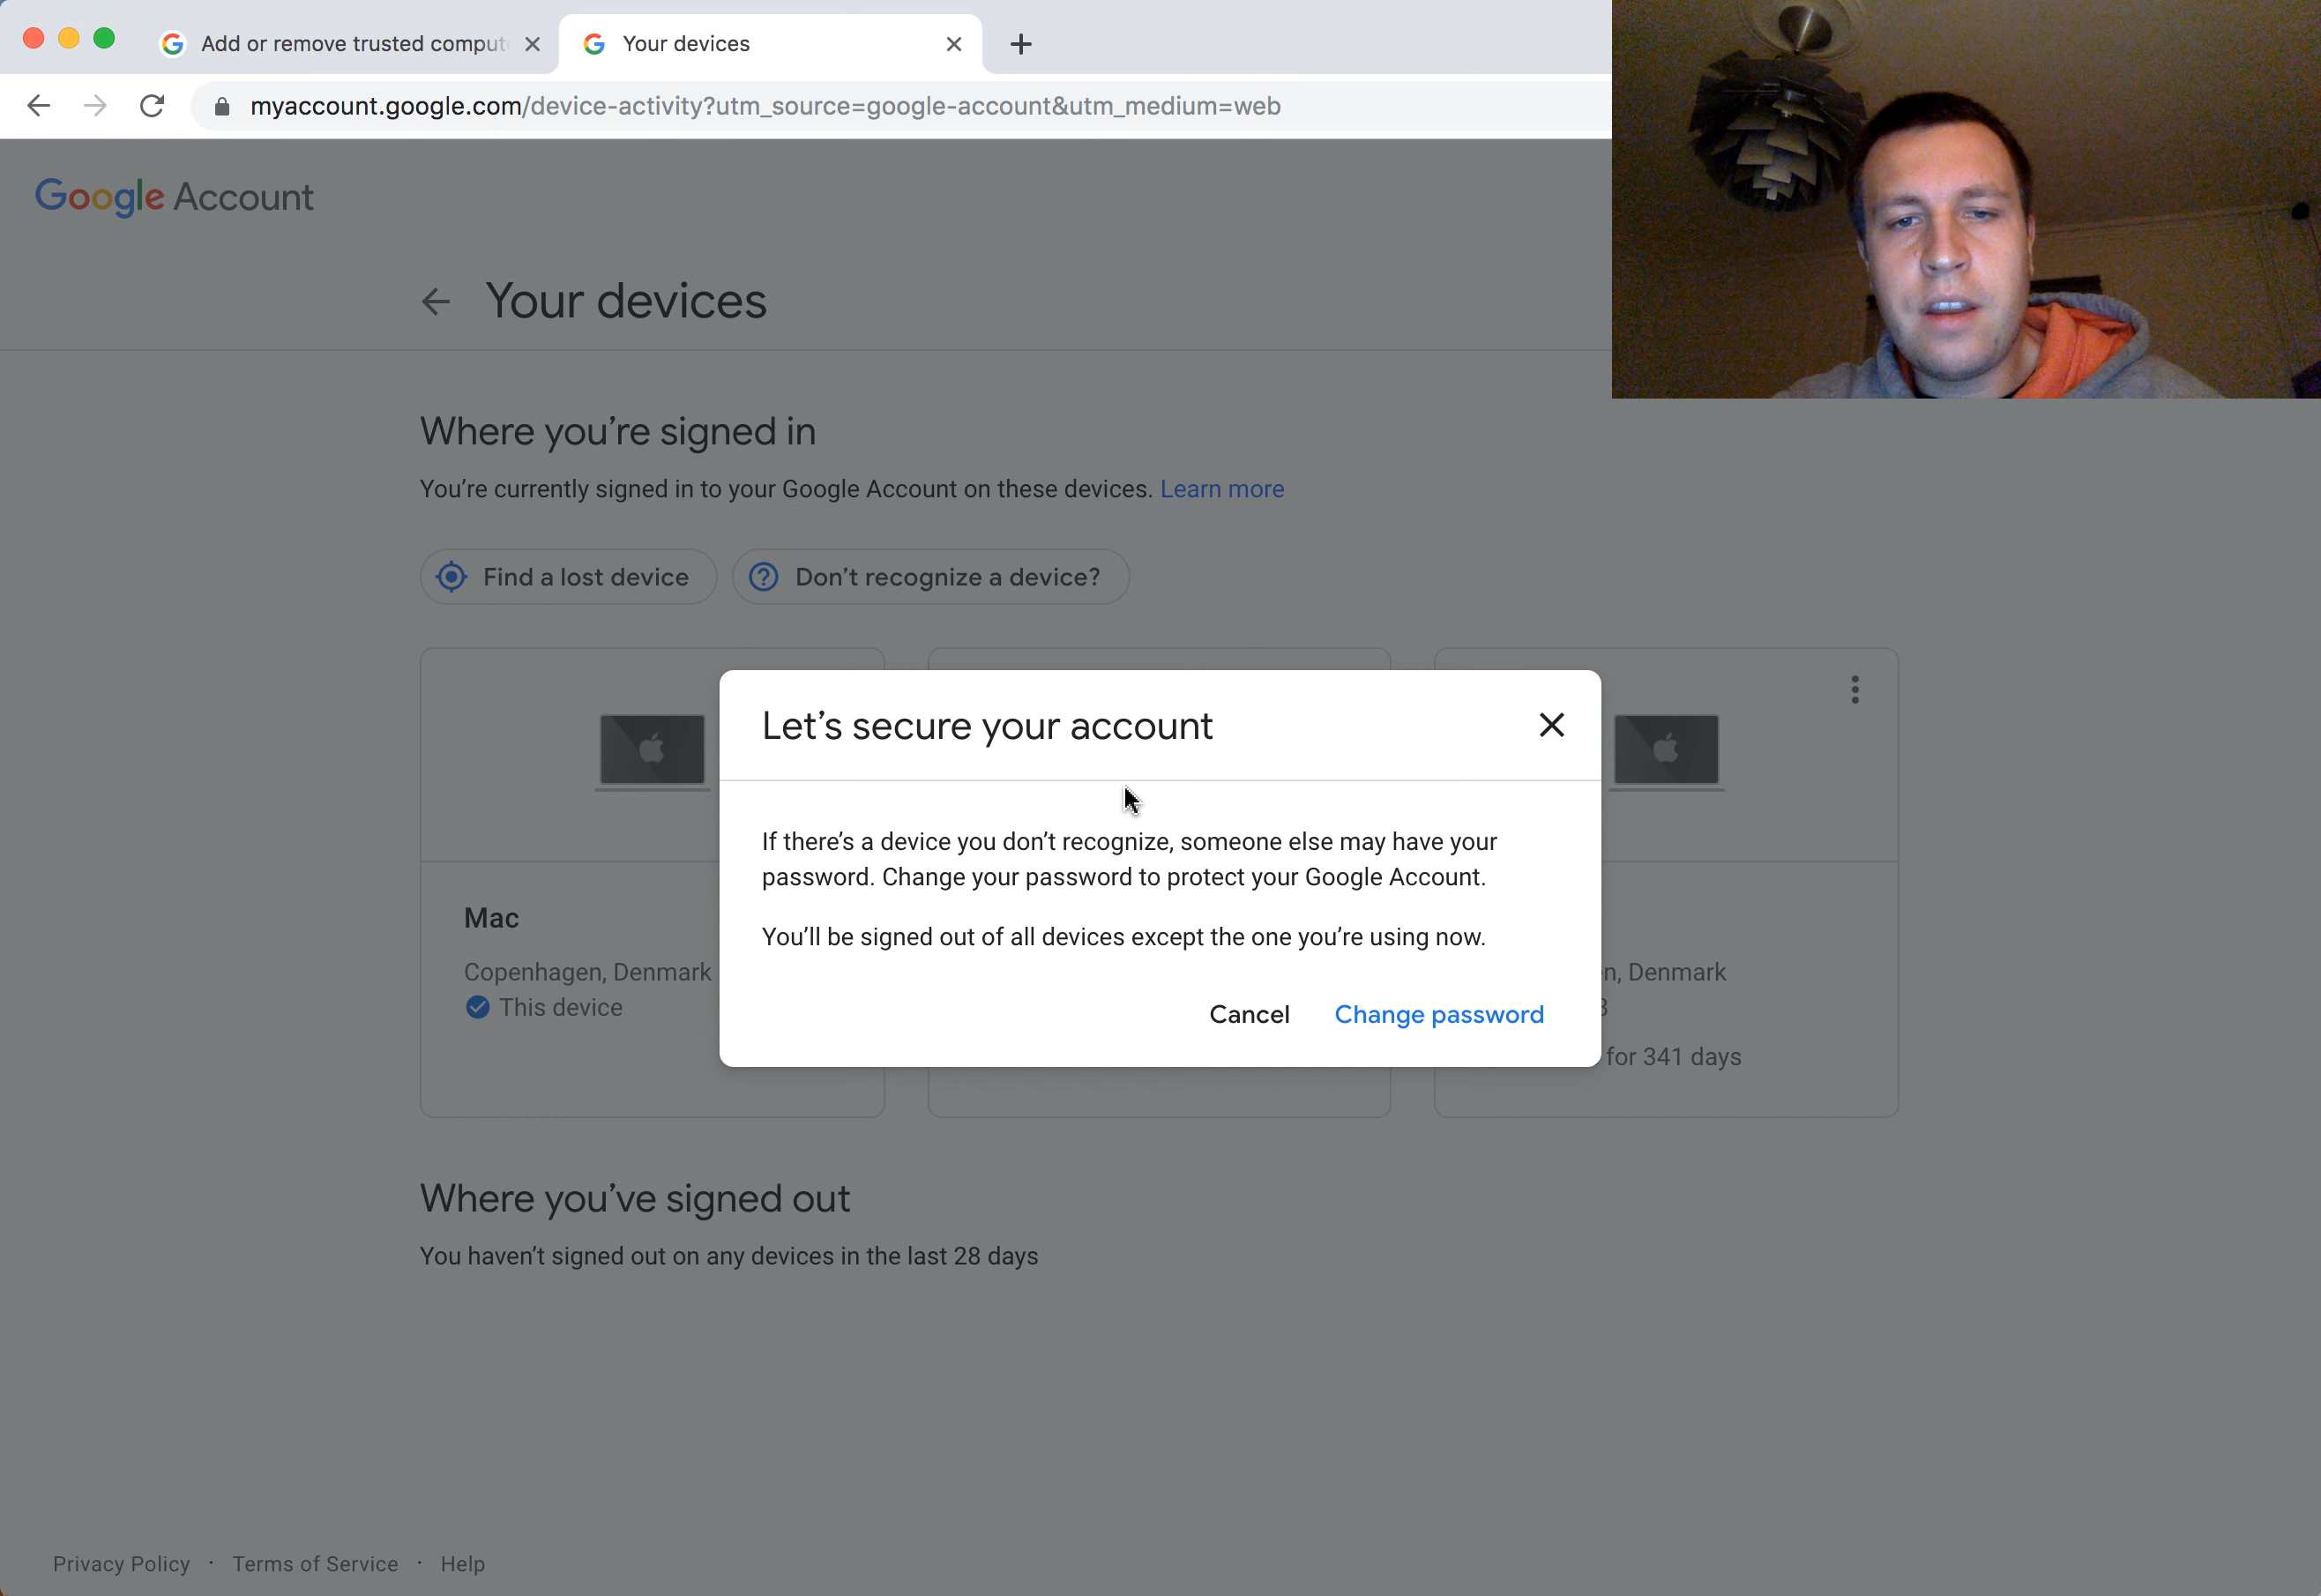 Add or remove trusted comput
Your devices
myaccount.google.com/device-activity?utm_source=google-account&utm_medium=web
Google Account
Your devices
Where you're signed in
You're currently signed in to your Google Account on these devices. Learn more
Find a lost device
Don't recognize a device?
Let's secure your account
If there's a device you don't recognize, someone else may have your
password. Change your password to protect your Google Account.
You'll be signed out of all devices except the one you're using now.
Cancel
Change password
Mac
Copenhagen, Denmark
This device
n, Denmark
for 341 days
Where you've signed out
You haven't signed out on any devices in the last 28 days
Privacy Policy · Terms of Service · Help